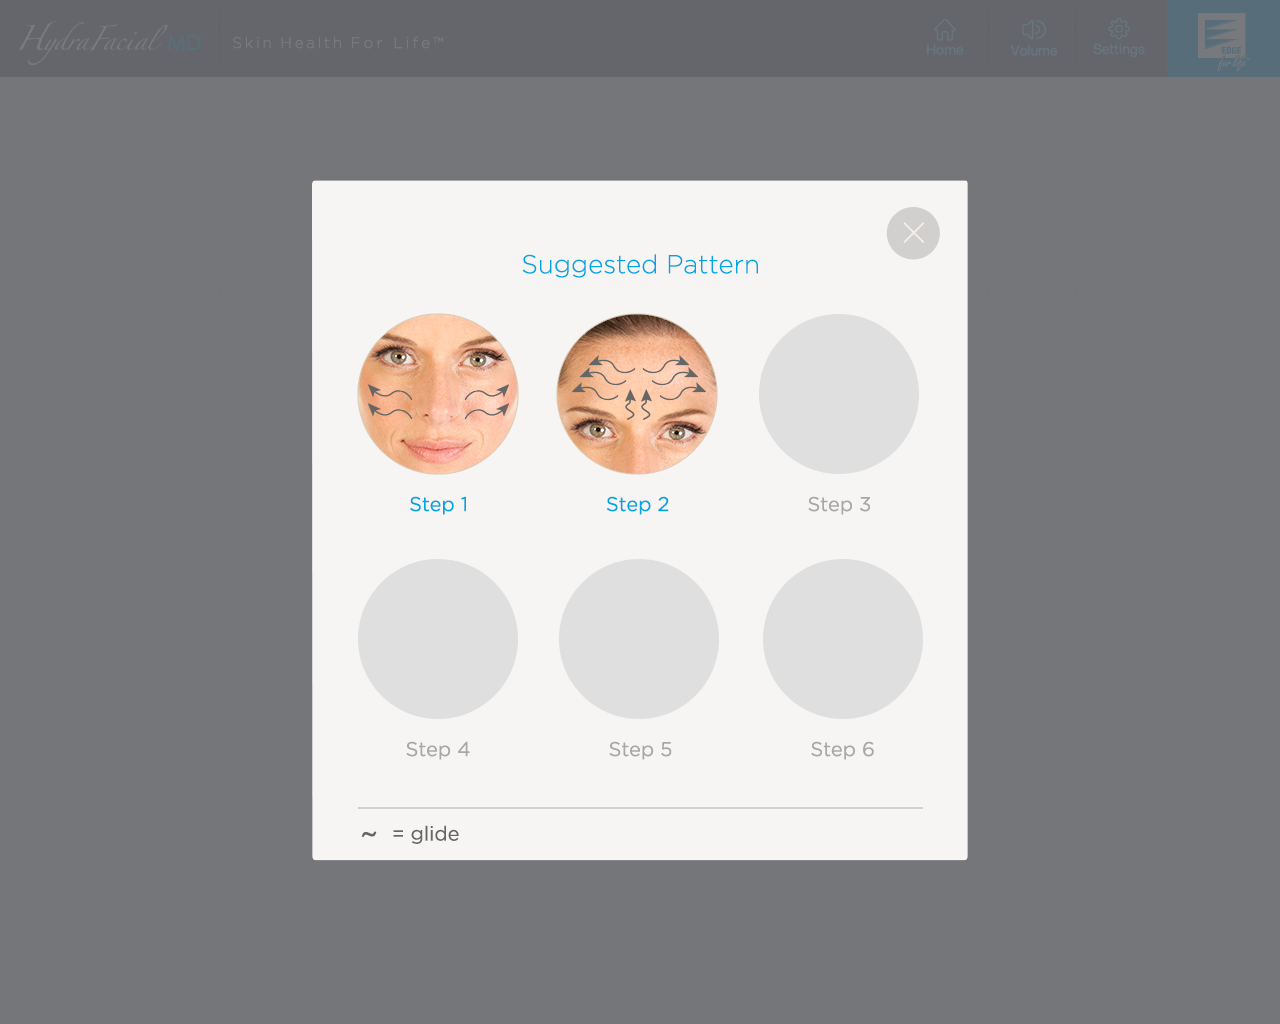 HydraFacial MD
Skin Health For Life™
Home
Volume
Settings
EDGE
for life
Suggested Pattern
Step 1
Step 2
Step 3
Step 4
Step 5
Step 6
~ = glide